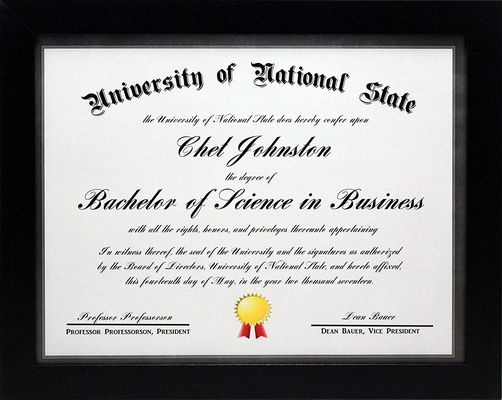 University of National State
the University of National State does hereby confer upon
Chet Johnston
the degree of
Bachelor of Science in Business
with all the rights, honors, and priveleges thereunto appertaining
In witness thereof, the seal of the University and the signatures as authorized
by the Board of Directors, University of National State, and hereto affixed,
this fourteenth day of May, in the year two thousand seventeen.
Professor Professorson
PROFESSOR PROFESSORSON, PRESIDENT
Dean Bauer
DEAN BAUER, VICE PRESIDENT